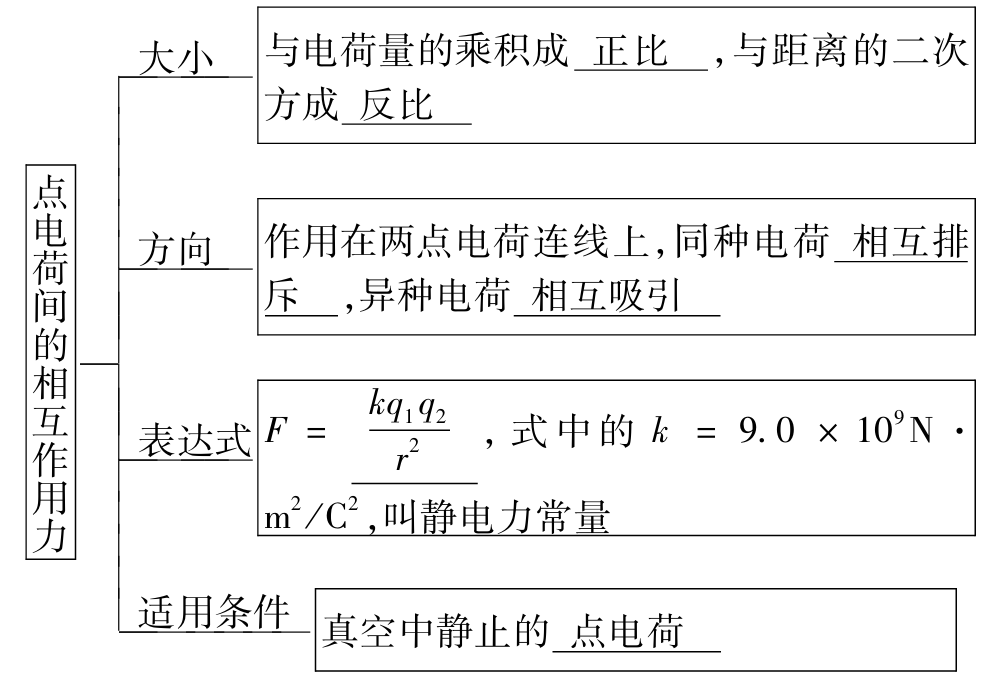 点电荷间的相互作用力
大小
与电荷量的乘积成 正比 ,与距离的二次
方成 反比
方向
作用在两点电荷连线上,同种电荷 相互排
斥 ,异种电荷 相互吸引
表达式
F = kq₁q₂/r² , 式中的 k = 9.0 × 10⁹N ·
m²/C²,叫静电力常量
适用条件
真空中静止的 点电荷